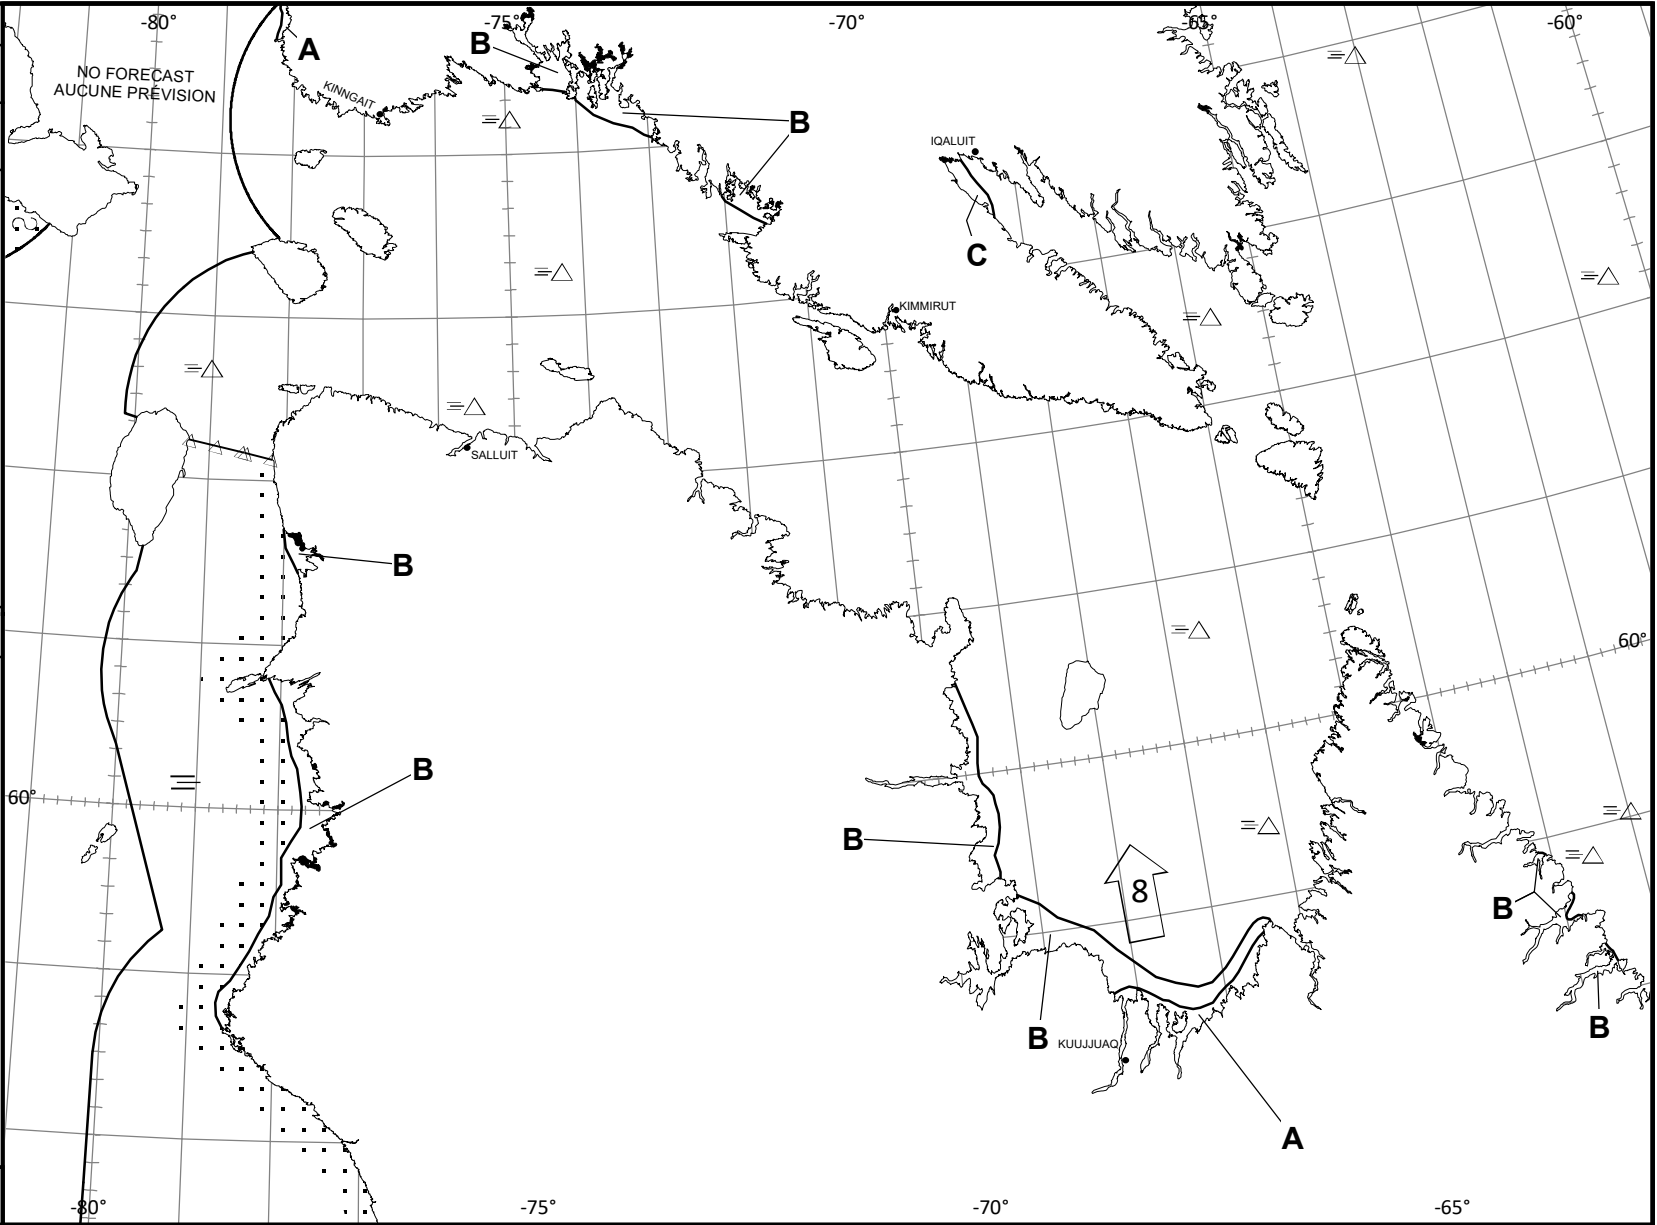 -80°
-75°
-70°
-65°
-60°
A
B
NO FORECAST
AUCUNE PRÉVISION
KINNGAIT
B
IQALUIT
C
KIMMIRUT
SALLUIT
B
60°
B
60°
B
8
B
B
KUUJJUAQ
B
A
-80°
-75°
-70°
-65°